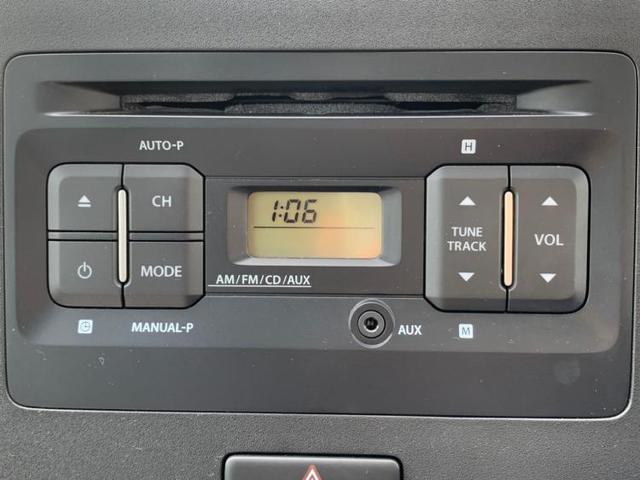 AUTO-P
H
CH
1:06
TUNE
TRACK
VOL
MODE
AM/FM/CD/AUX
MANUAL-P
AUX
M